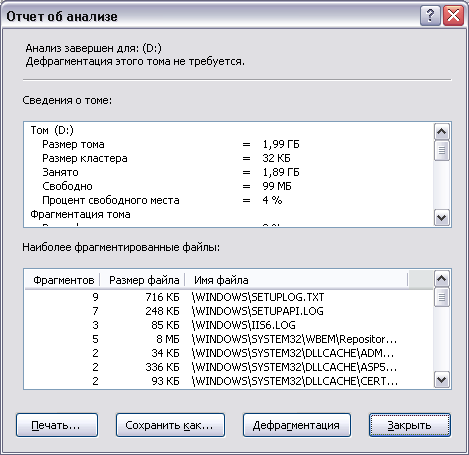 Отчет об анализе
Анализ завершен для: (D:)
Дефрагментация этого тома не требуется.
Сведения о томе:
Том (D:)
Размер тома = 1,99 ГБ
Размер кластера = 32 КБ
Занято = 1,89 ГБ
Свободно = 99 МБ
Процент свободного места = 4 %
Фрагментация тома
Наиболее фрагментированные файлы:
Фрагментов Размер файла Имя файла
9 716 КБ \WINDOWS\SETUPLOG.TXT
7 248 КБ \WINDOWS\SETUPAPI.LOG
3 85 КБ \WINDOWS\IIS6.LOG
5 8 МБ \WINDOWS\SYSTEM32\WBEM\Repositor...
2 34 КБ \WINDOWS\SYSTEM32\DLLCACHE\ADM...
2 336 КБ \WINDOWS\SYSTEM32\DLLCACHE\ASP5...
2 93 КБ \WINDOWS\SYSTEM32\DLLCACHE\CERT...
Печать... Сохранить как... Дефрагментация Закрыть